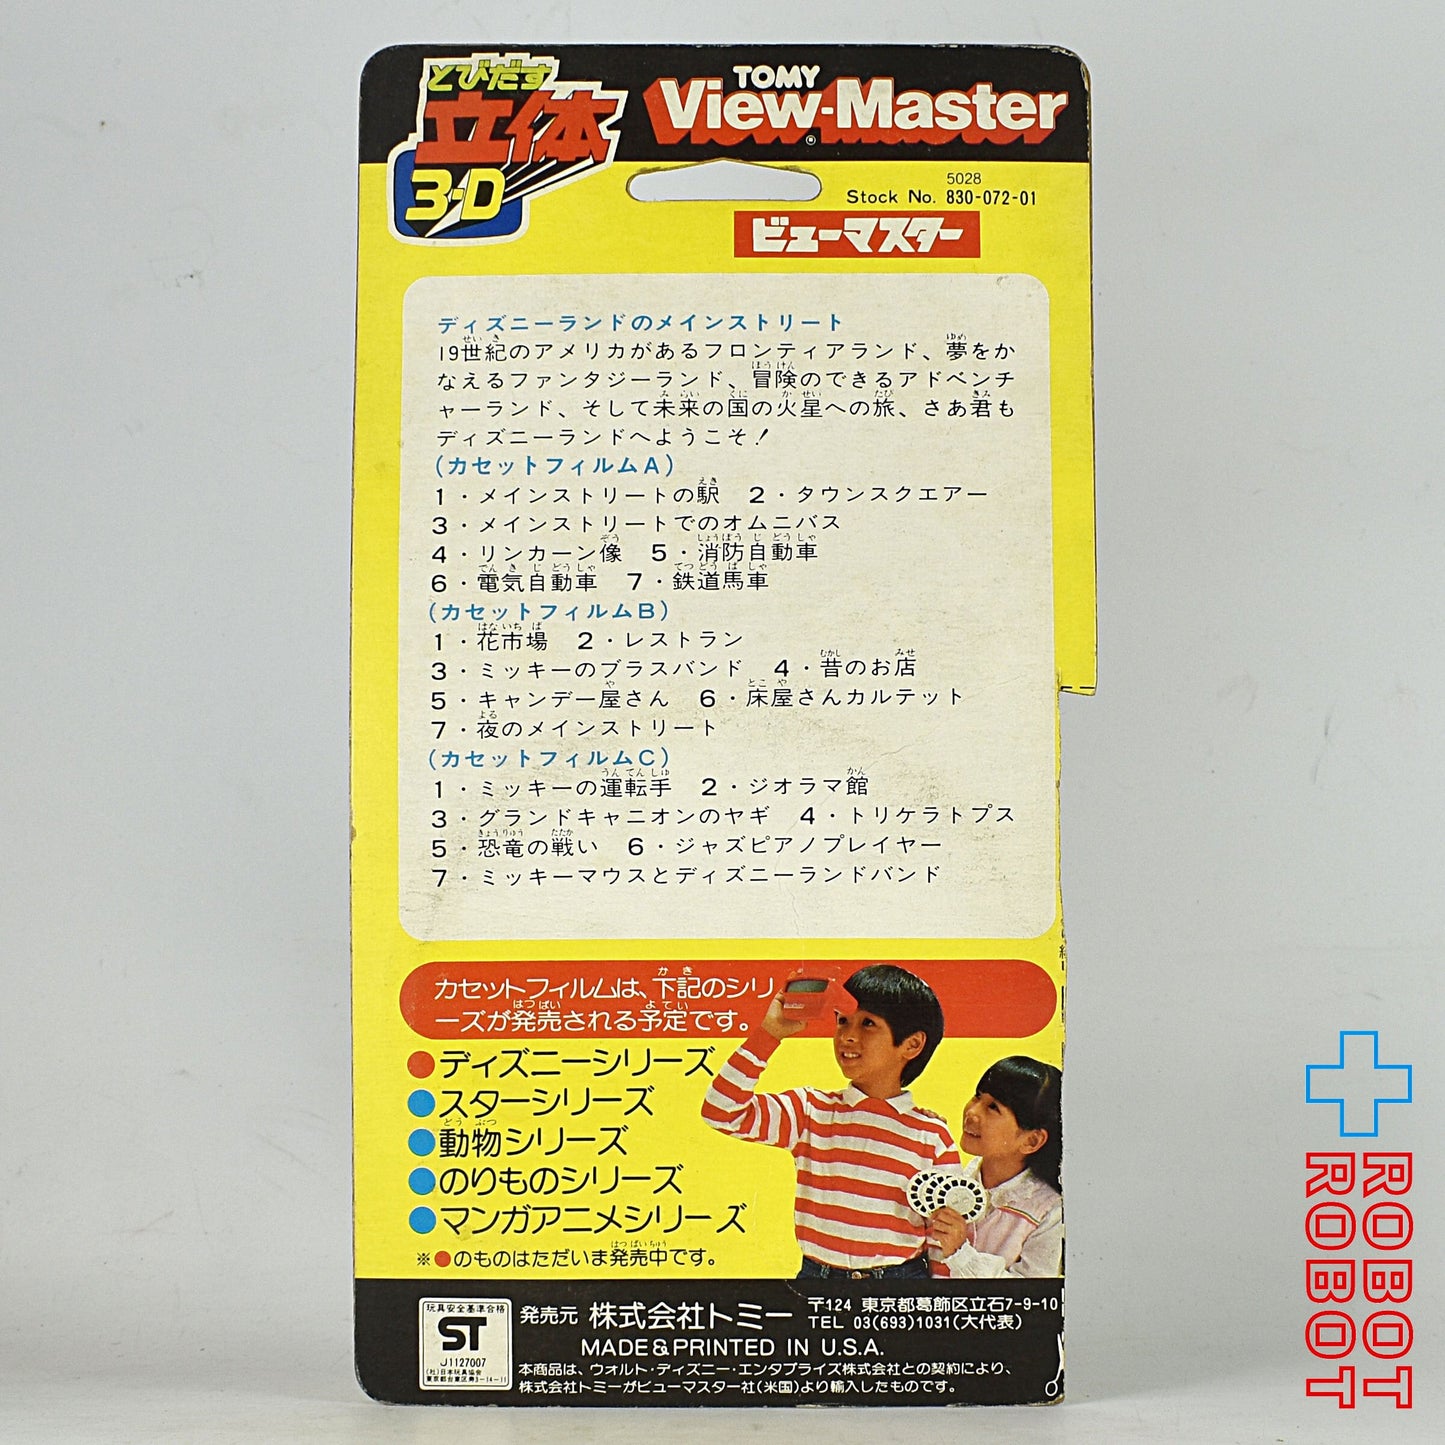 とびだす
立体
3-D
TOMY
View-Master
®
5028
Stock No. 830-072-01
ビューマスター
ディズニーランドのメインストリート
19世紀のアメリカがあるフロンティアランド、夢をか
なえるファンタジーランド、冒険のできるアドベンチ
ャーランド、そして未来の国の火星への旅、さあ君も
ディズニーランドへようこそ!
(カセットフィルムA)
1・メインストリートの駅 2・タウンスクエアー
3・メインストリートでのオムニバス
4・リンカーン像 5・消防自動車
6・電気自動車 7・鉄道馬車
(カセットフィルムB)
1・花市場 2・レストラン
3・ミッキーのブラスバンド 4・昔のお店
5・キャンデー屋さん 6・床屋さんカルテット
7・夜のメインストリート
(カセットフィルムC)
1・ミッキーの運転手 2・ジオラマ館
3・グランドキャニオンのヤギ 4・トリケラトプス
5・恐竜の戦い 6・ジャズピアノプレイヤー
7・ミッキーマウスとディズニーランドバンド
カセットフィルムは、下記のシリ
ーズが発売される予定です。
●ディズニーシリーズ
●スターシリーズ
●動物シリーズ
●のりものシリーズ
●マンガアニメシリーズ
※●のものはただいま発売中です。
玩具安全基準合格
ST
J1127007
(社)日本玩具協会
東京都台東区寿3-14-11
発売元 株式会社トミー
〒124 東京都葛飾区立石7-9-10
TEL 03(693)1031(大代表)
MADE & PRINTED IN U.S.A.
本商品は、ウォルト・ディズニー・エンタプライズ株式会社との契約により、
株式会社トミーがビューマスター社(米国)より輸入したものです。
ROBOT
ROBOT